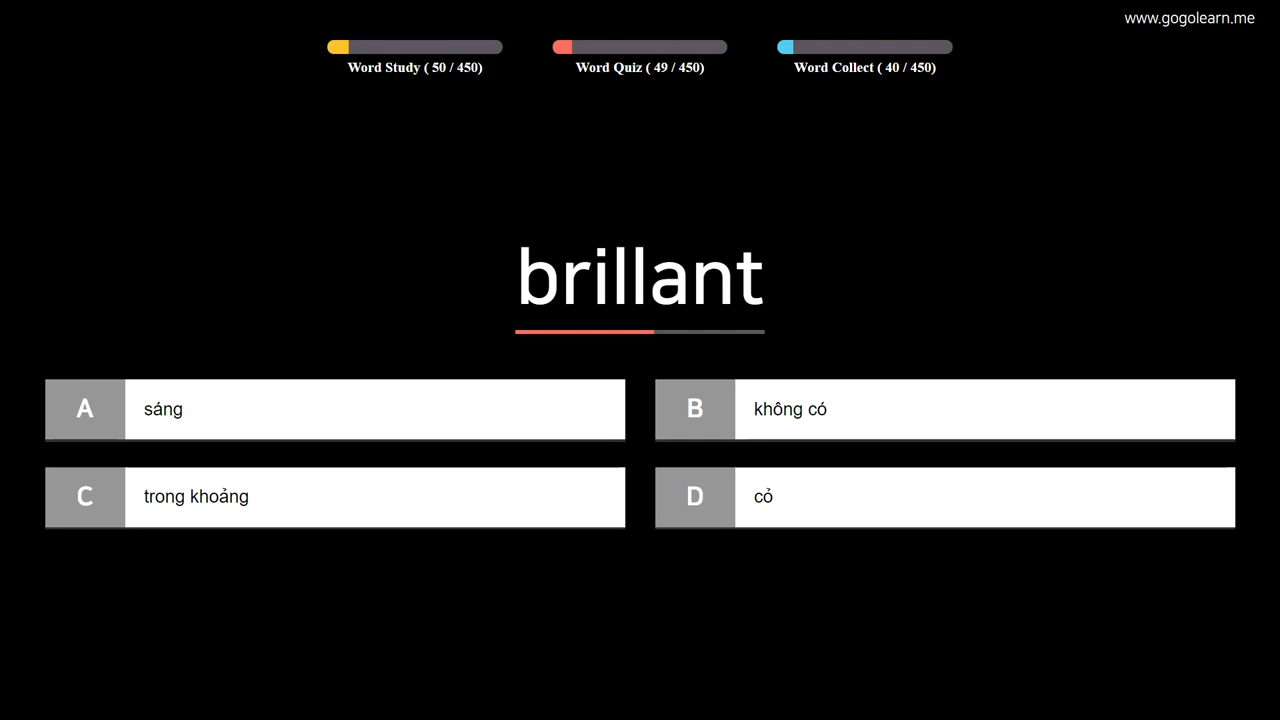 www.gogolearn.me
Word Study ( 50 / 450)
Word Quiz ( 49 / 450)
Word Collect ( 40 / 450)
brillant
A sáng
B không có
C trong khoảng
D cỏ